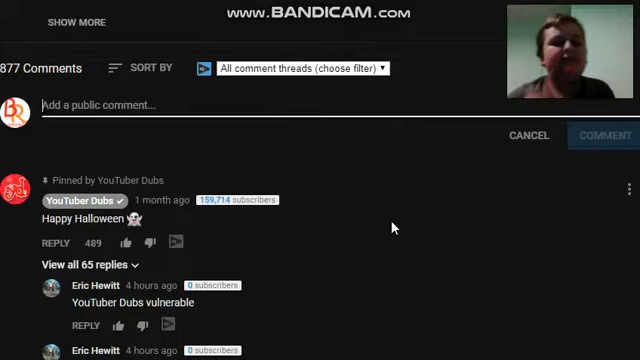 www.BANDICAM.com
SHOW MORE
877 Comments SORT BY All comment threads (choose filter)
Add a public comment...
CANCEL COMMENT
Pinned by YouTuber Dubs
YouTuber Dubs 1 month ago 159,714 subscribers
Happy Halloween 👻
REPLY 489
View all 65 replies
Eric Hewitt 4 hours ago 0 subscribers
YouTuber Dubs vulnerable
REPLY
Eric Hewitt 4 hours ago 0 subscribers